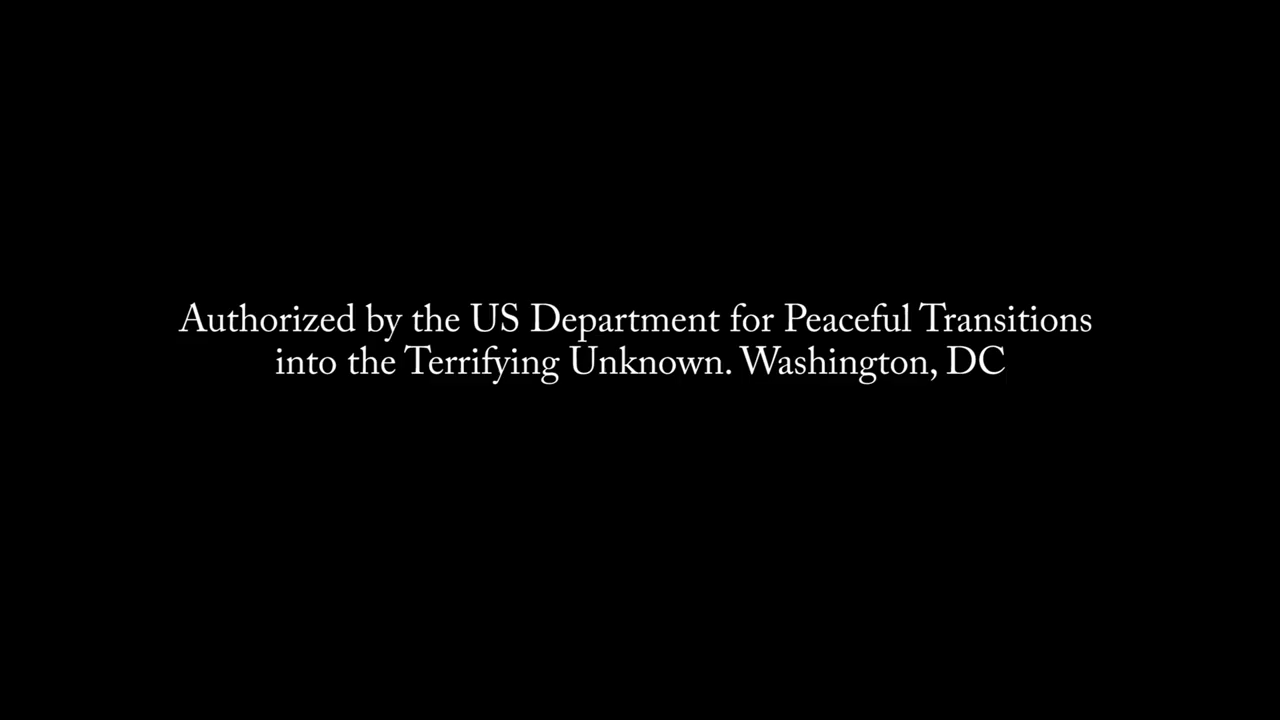 Authorized by the US Department for Peaceful Transitions
into the Terrifying Unknown. Washington, DC